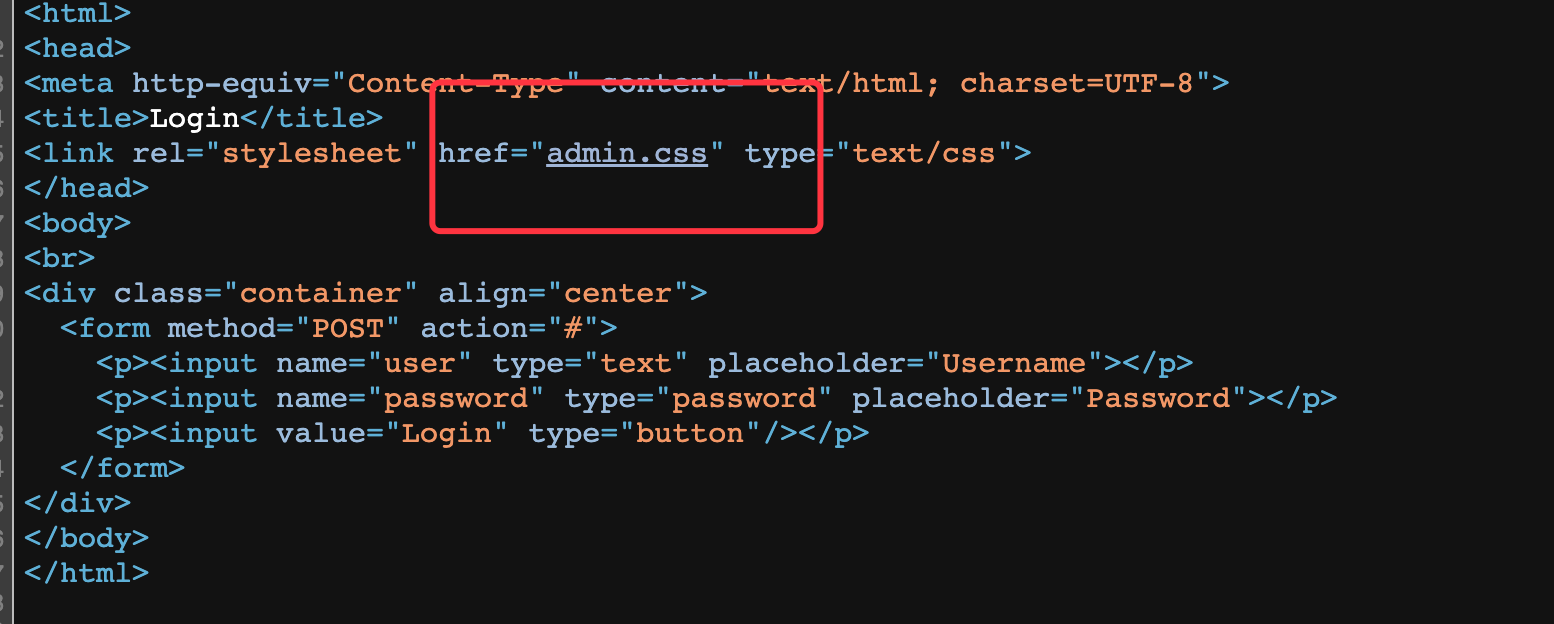 <html>
<head>
<meta http-equiv="Content-Type" content="text/html; charset=UTF-8">
<title>Login</title>
<link rel="stylesheet" href="admin.css" type="text/css">
</head>
<body>
<br>
<div class="container" align="center">
  <form method="POST" action="#">
    <p><input name="user" type="text" placeholder="Username"></p>
    <p><input name="password" type="password" placeholder="Password"></p>
    <p><input value="Login" type="button"/></p>
  </form>
</div>
</body>
</html>